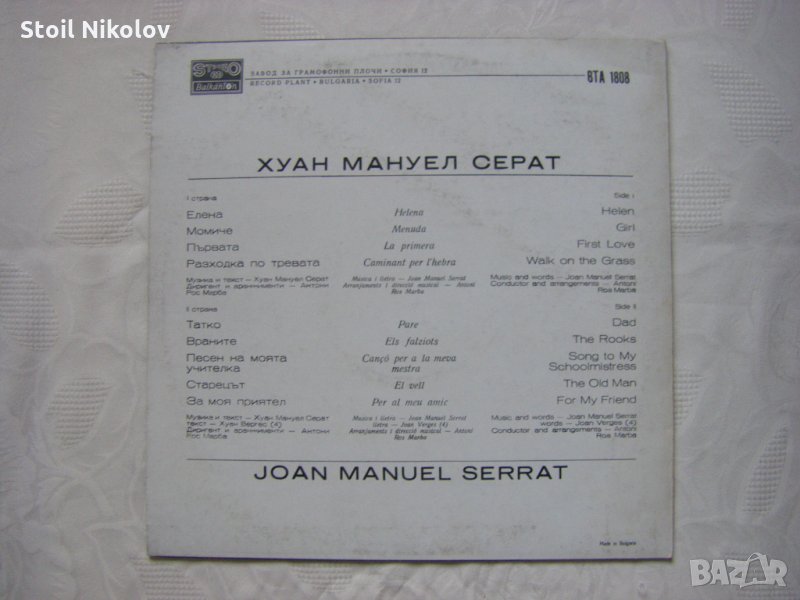 Stoil Nikolov
STEREO
Balkanton
ЗАВОД ЗА ГРАМОФОННИ ПЛОЧИ • СОФИЯ 12
RECORD PLANT • BULGARIA • SOFIA 12
ВТА 1808
ХУАН МАНУЕЛ СЕРАТ
I страна Side I
Елена Helena Helen
Момиче Menuda Girl
Първата La primera First Love
Разходка по тревата Caminant per l'hebra Walk on the Grass
Музика и текст — Хуан Мануел Серат Musica i lletra — Joan Manuel Serrat Music and words — Joan Manuel Serrat
Диригент и аранжименти — Антони Arranjaments i direcció musical — Antoni Conductor and arrangements — Antoni
Рос Марба Ros Marba Ros Marba
II страна Side II
Татко Pare Dad
Враните Els falziots The Rooks
Песен на моята Cançó per a la meva Song to My
учителка mestra Schoolmistress
Старецът El vell The Old Man
За моя приятел Per al meu amic For My Friend
Музика и текст — Хуан Мануел Серат Musica i lletra — Joan Manuel Serrat Music and words — Joan Manuel Serrat
текст — Хуан Вергес (4) lletra — Joan Verges (4) words — Joan Verges (4)
Диригент и аранжименти — Антони Arranjaments i direcció musical — Antoni Conductor and arrangements — Antoni
Рос Марба Ros Marba Ros Marba
JOAN MANUEL SERRAT
Made in Bulgaria
BAZAR